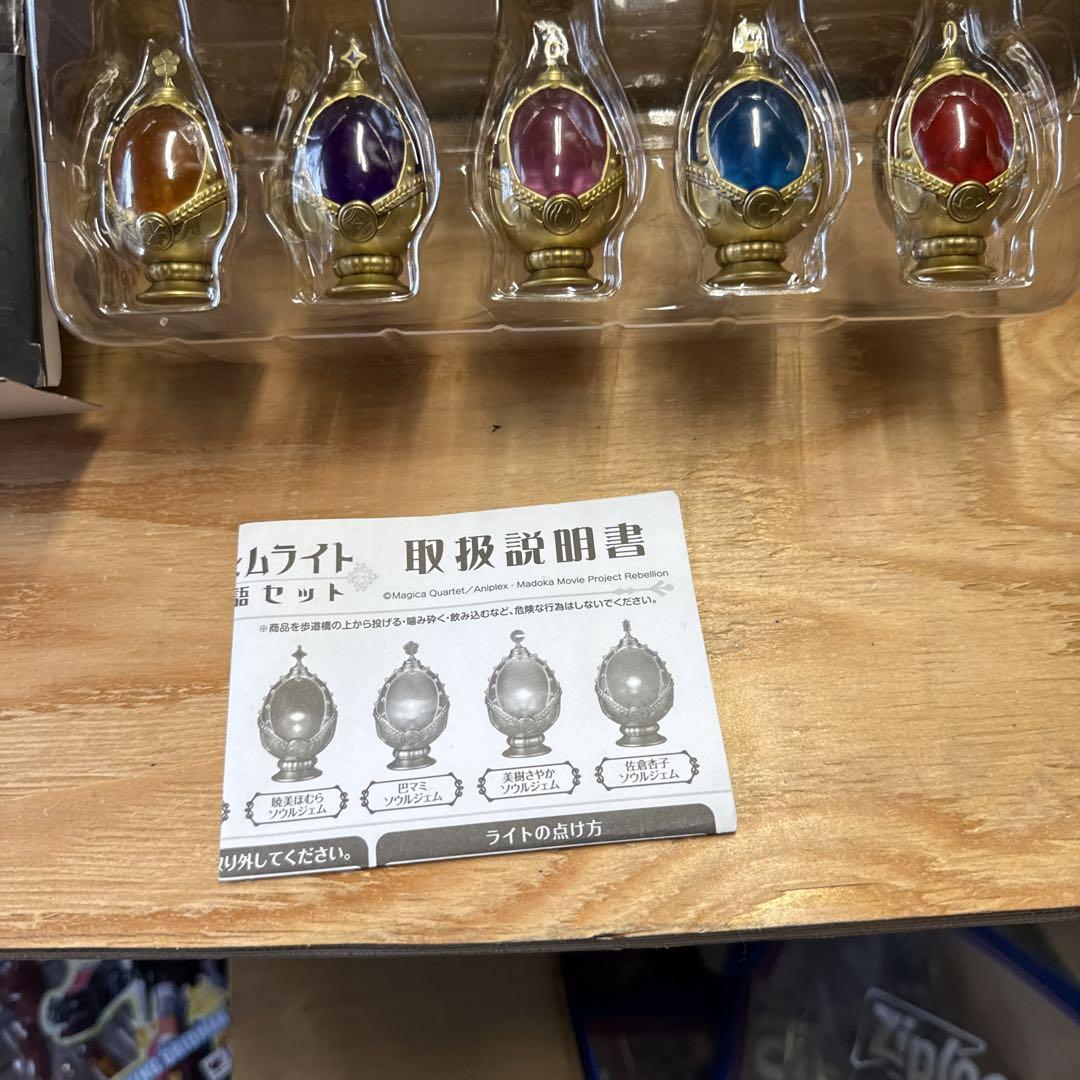 ムライト 取扱説明書
語 セット
©Magica Quartet／Aniplex・Madoka Movie Project Rebellion
※商品を歩道橋の上から投げる・噛み砕く・飲み込むなど、危険な行為はしないでください。
暁美ほむら
ソウルジェム
巴マミ
ソウルジェム
美樹さやか
ソウルジェム
佐倉杏子
ソウルジェム
り外してください。
ライトの点け方
Ziploc